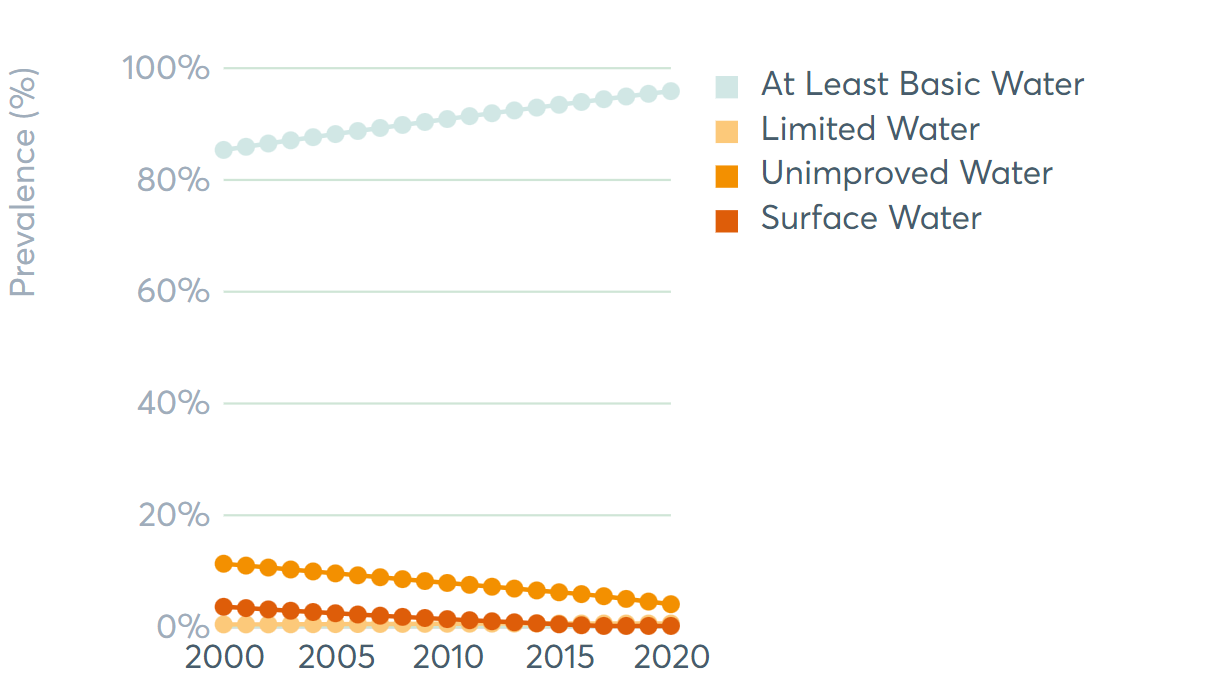 Prevalence (%)
100%
80%
60%
40%
20%
0%
2000 2005 2010 2015 2020
At Least Basic Water
Limited Water
Unimproved Water
Surface Water